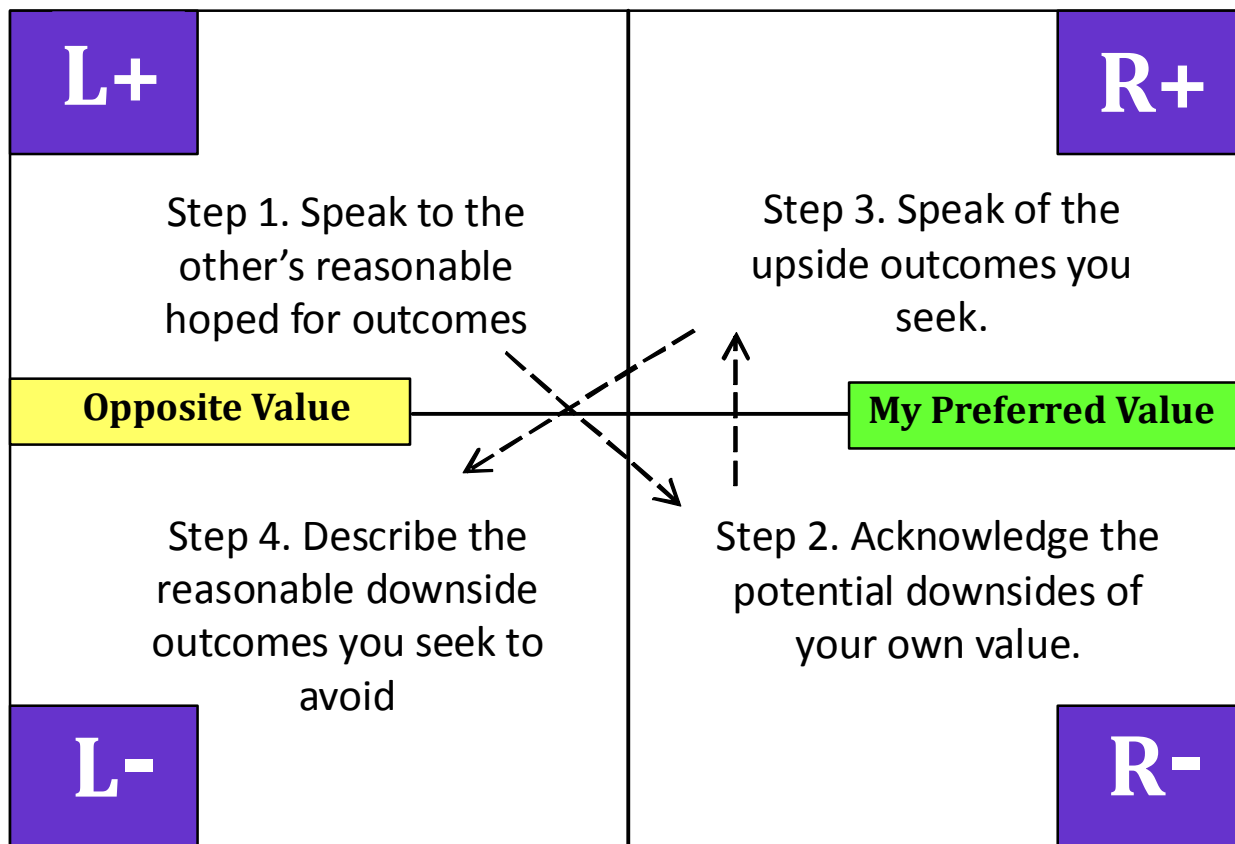 L+
R+
Step 1. Speak to the
other’s reasonable
hoped for outcomes
Step 3. Speak of the
upside outcomes you
seek.
Opposite Value
My Preferred Value
Step 4. Describe the
reasonable downside
outcomes you seek to
avoid
Step 2. Acknowledge the
potential downsides of
your own value.
L-
R-